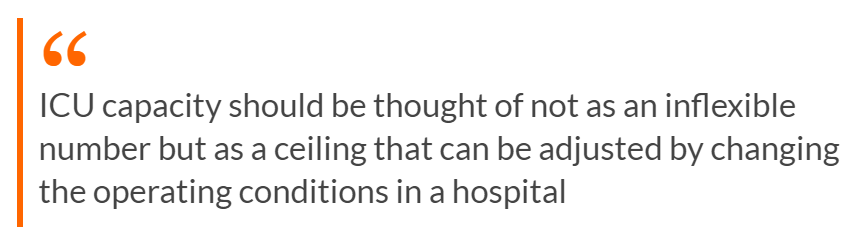 “
ICU capacity should be thought of not as an inflexible
number but as a ceiling that can be adjusted by changing
the operating conditions in a hospital